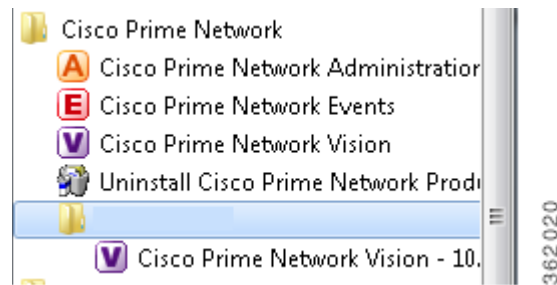 Cisco Prime Network
A Cisco Prime Network Administration
E Cisco Prime Network Events
V Cisco Prime Network Vision
Uninstall Cisco Prime Network Produ
V Cisco Prime Network Vision - 10.
362020